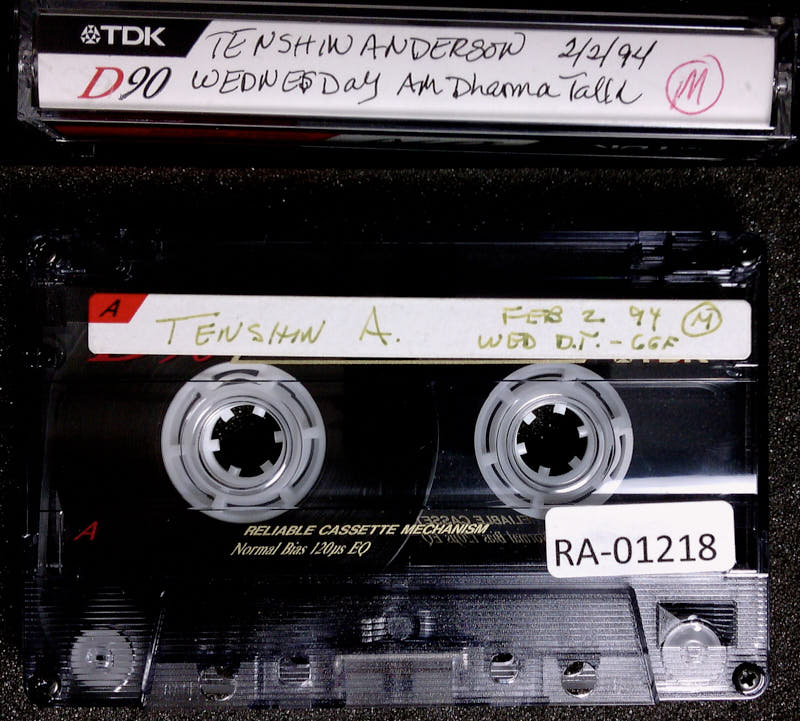 TDK TENSHIN ANDERSON 2/2/94
D90 WEDNESDay AM Dharma Talk M
A TENSHIN A. FEB 2 94 M
WED D.T. - GGF
A
RELIABLE CASSETTE MECHANISM
Normal Bias 120μs EQ
RA-01218